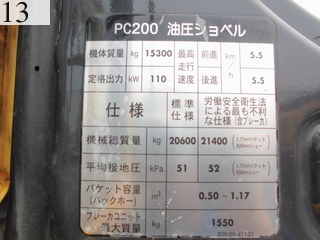 13
PC200 油圧ショベル
機体質量 kg 15300 最高走行速度 前進 km/h 5.5
定格出力 kW 110 後進 5.5
仕様 標準仕様 労働安全衛生法による最も不利な仕様(含ブレーカ)
機械総質量 kg 20600 21400
平均接地圧 kPa 51 52
バケット容量(バックホー) m³ 0.50 ~ 1.17
ブレーカユニット最大質量 kg 1550